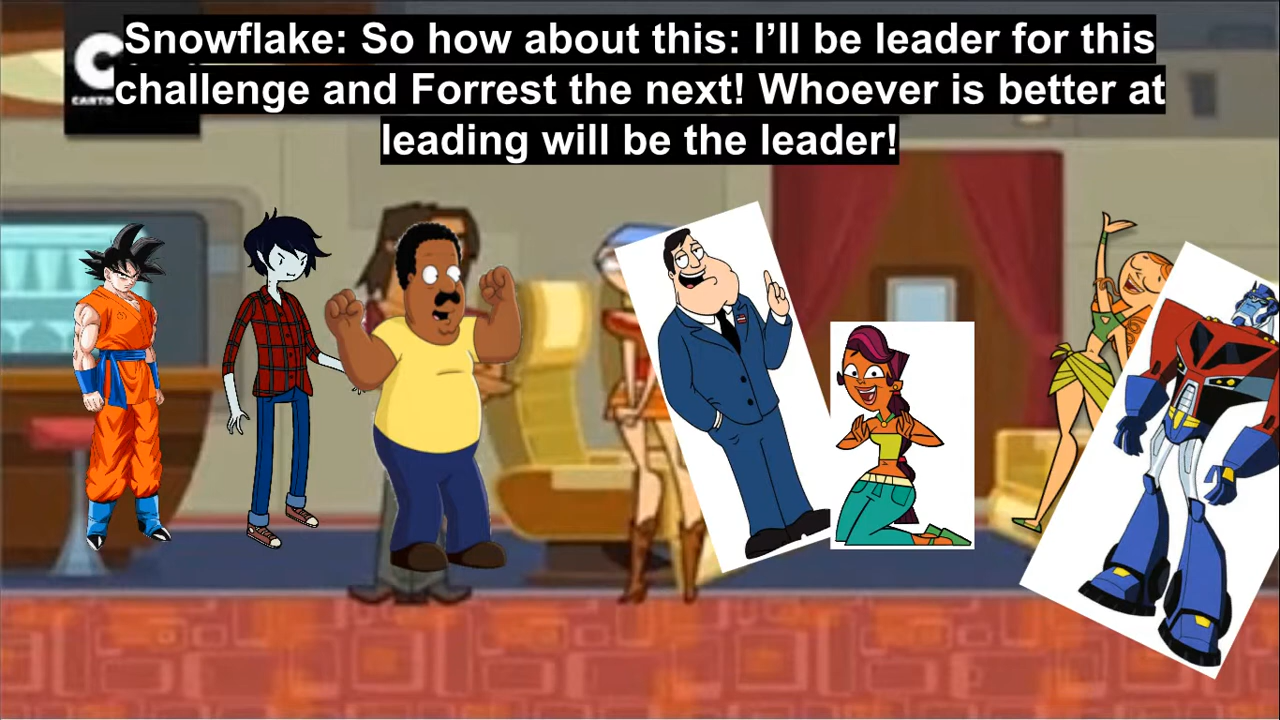 Snowflake: So how about this: I’ll be leader for this
C
CARTO
challenge and Forrest the next! Whoever is better at
leading will be the leader!